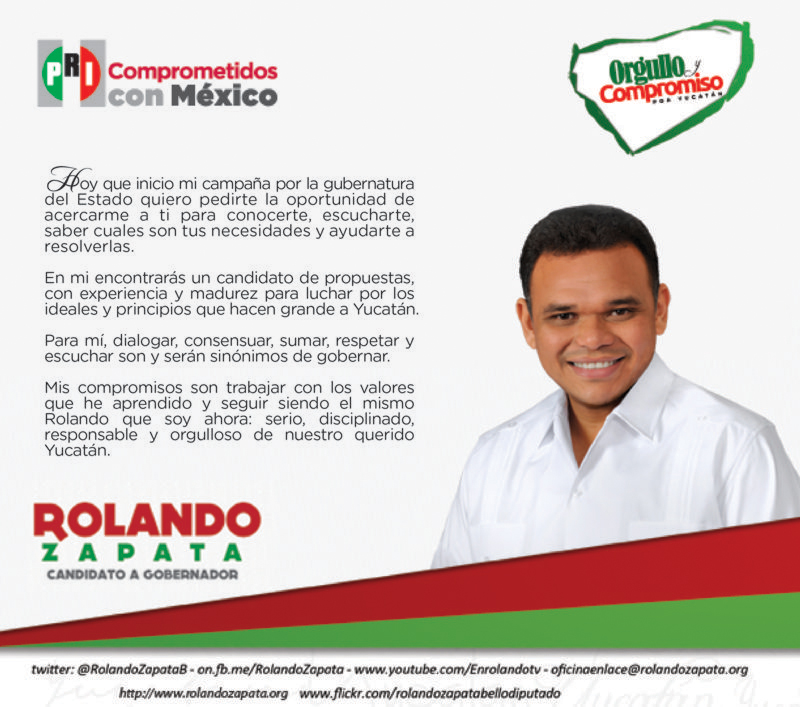 PRI Comprometidos
con México
Orgullo y
Compromiso
POR YUCATÁN
Hoy que inicio mi campaña por la gubernatura
del Estado quiero pedirte la oportunidad de
acercarme a ti para conocerte, escucharte,
saber cuales son tus necesidades y ayudarte a
resolverlas.
En mi encontrarás un candidato de propuestas,
con experiencia y madurez para luchar por los
ideales y principios que hacen grande a Yucatán.
Para mí, dialogar, consensuar, sumar, respetar y
escuchar son y serán sinónimos de gobernar.
Mis compromisos son trabajar con los valores
que he aprendido y seguir siendo el mismo
Rolando que soy ahora: serio, disciplinado,
responsable y orgulloso de nuestro querido
Yucatán.
ROLANDO
ZAPATA
CANDIDATO A GOBERNADOR
twitter: @RolandoZapataB - on.fb.me/RolandoZapata - www.youtube.com/Enrolandotv - oficinaenlace@rolandozapata.org
http://www.rolandozapata.org www.flickr.com/rolandozapatabellodiputado